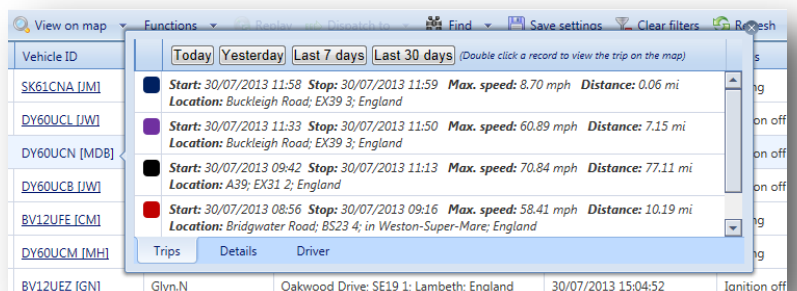 View on map Functions Replay Dispatch to Find Save settings Clear filters Refresh
Vehicle ID
Today Yesterday Last 7 days Last 30 days (Double click a record to view the trip on the map)
SK61CNA [JM]
Start: 30/07/2013 11:58 Stop: 30/07/2013 11:59 Max. speed: 8.70 mph Distance: 0.06 mi
Location: Buckleigh Road; EX39 3; England
DY60UCL [JW]
Start: 30/07/2013 11:33 Stop: 30/07/2013 11:50 Max. speed: 60.89 mph Distance: 7.15 mi
Location: Buckleigh Road; EX39 3; England
on off
DY60UCN [MDB]
Start: 30/07/2013 09:42 Stop: 30/07/2013 11:13 Max. speed: 70.84 mph Distance: 77.11 mi
Location: A39; EX31 2; England
on off
DY60UCB [JW]
on off
Start: 30/07/2013 08:56 Stop: 30/07/2013 09:16 Max. speed: 58.41 mph Distance: 10.19 mi
Location: Bridgwater Road; BS23 4; in Weston-Super-Mare; England
BV12UFE [CM]
DY60UCM [MH]
Trips Details Driver
BV12UEZ [GN] Glyn.N Oakwood Drive; SE19 1; Lambeth; England 30/07/2013 15:04:52 Ignition off